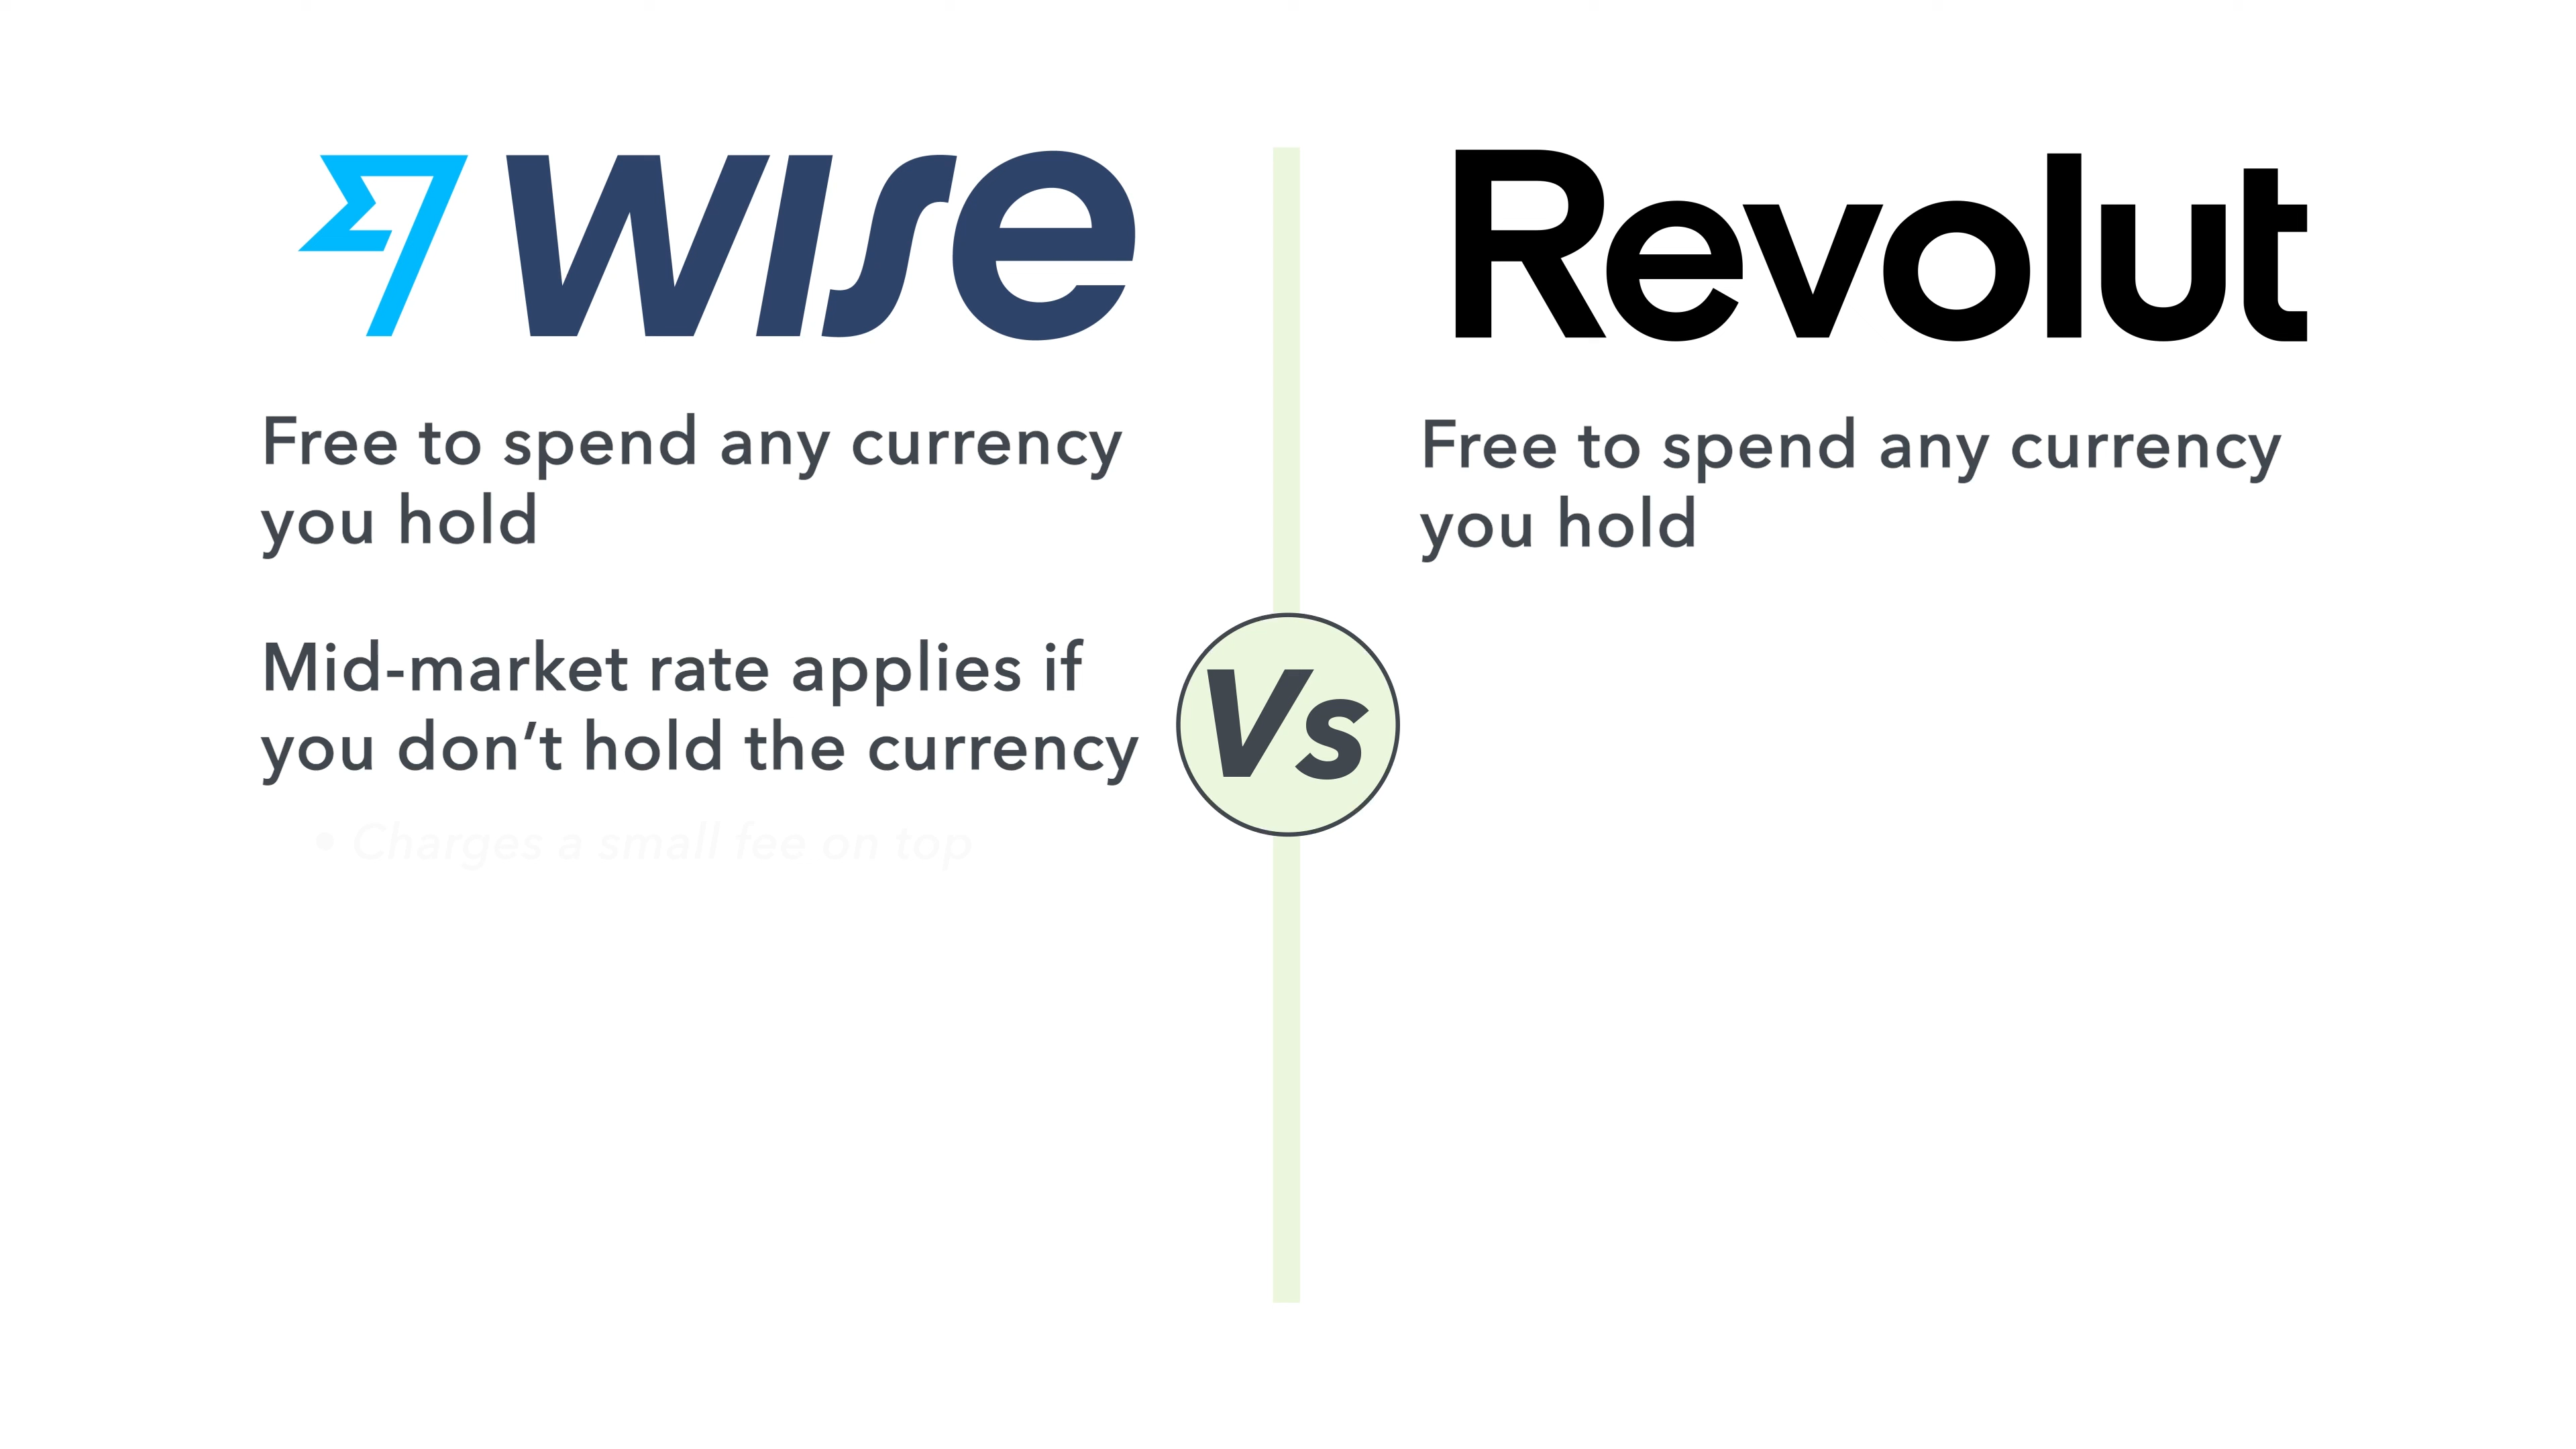 WISE
Free to spend any currency
you hold
Mid-market rate applies if
you don’t hold the currency
• Charges a small fee on top
Vs
Revolut
Free to spend any currency
you hold